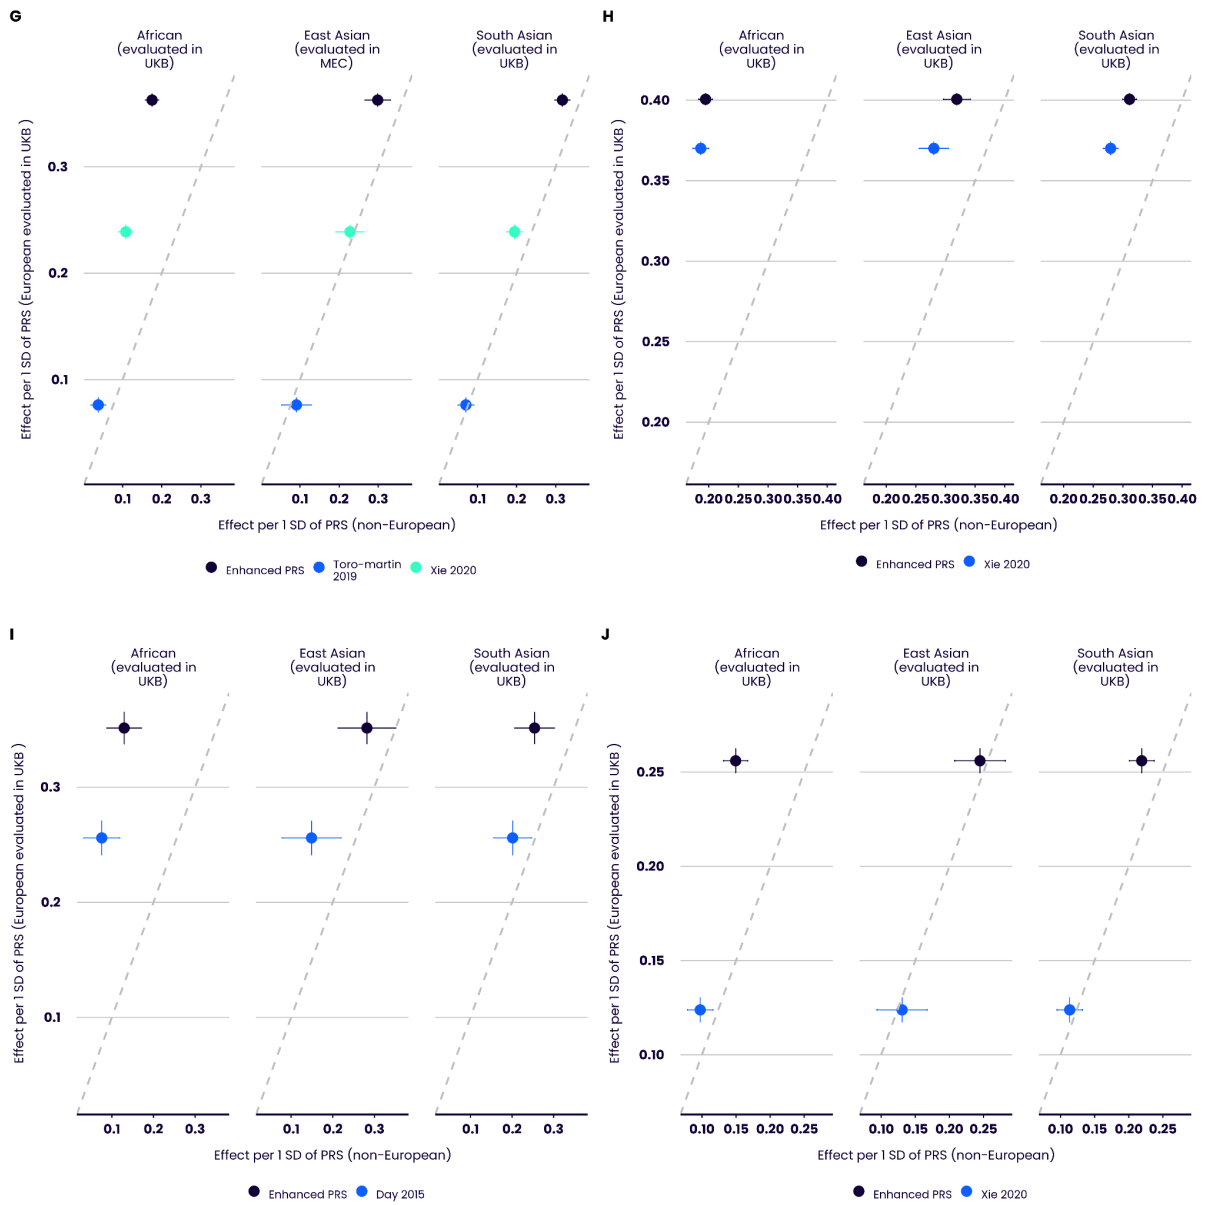 G
African
(evaluated in
UKB)
East Asian
(evaluated in
MEC)
South Asian
(evaluated in
UKB)
Effect per 1 SD of PRS (European evaluated in UKB )
0.3
0.2
0.1
0.1 0.2 0.3
0.1 0.2 0.3
0.1 0.2 0.3
Effect per 1 SD of PRS (non-European)
Enhanced PRS
Toro-martin
2019
Xie 2020
H
African
(evaluated in
UKB)
East Asian
(evaluated in
UKB)
South Asian
(evaluated in
UKB)
Effect per 1 SD of PRS (European evaluated in UKB )
0.40
0.35
0.30
0.25
0.20
0.20 0.25 0.30 0.35 0.40
0.20 0.25 0.30 0.35 0.40
0.20 0.25 0.30 0.35 0.40
Effect per 1 SD of PRS (non-European)
Enhanced PRS
Xie 2020
I
African
(evaluated in
UKB)
East Asian
(evaluated in
UKB)
South Asian
(evaluated in
UKB)
Effect per 1 SD of PRS (European evaluated in UKB )
0.3
0.2
0.1
0.1 0.2 0.3
0.1 0.2 0.3
0.1 0.2 0.3
Effect per 1 SD of PRS (non-European)
Enhanced PRS
Day 2015
J
African
(evaluated in
UKB)
East Asian
(evaluated in
UKB)
South Asian
(evaluated in
UKB)
Effect per 1 SD of PRS (European evaluated in UKB )
0.25
0.20
0.15
0.10
0.10 0.15 0.20 0.25
0.10 0.15 0.20 0.25
0.10 0.15 0.20 0.25
Effect per 1 SD of PRS (non-European)
Enhanced PRS
Xie 2020